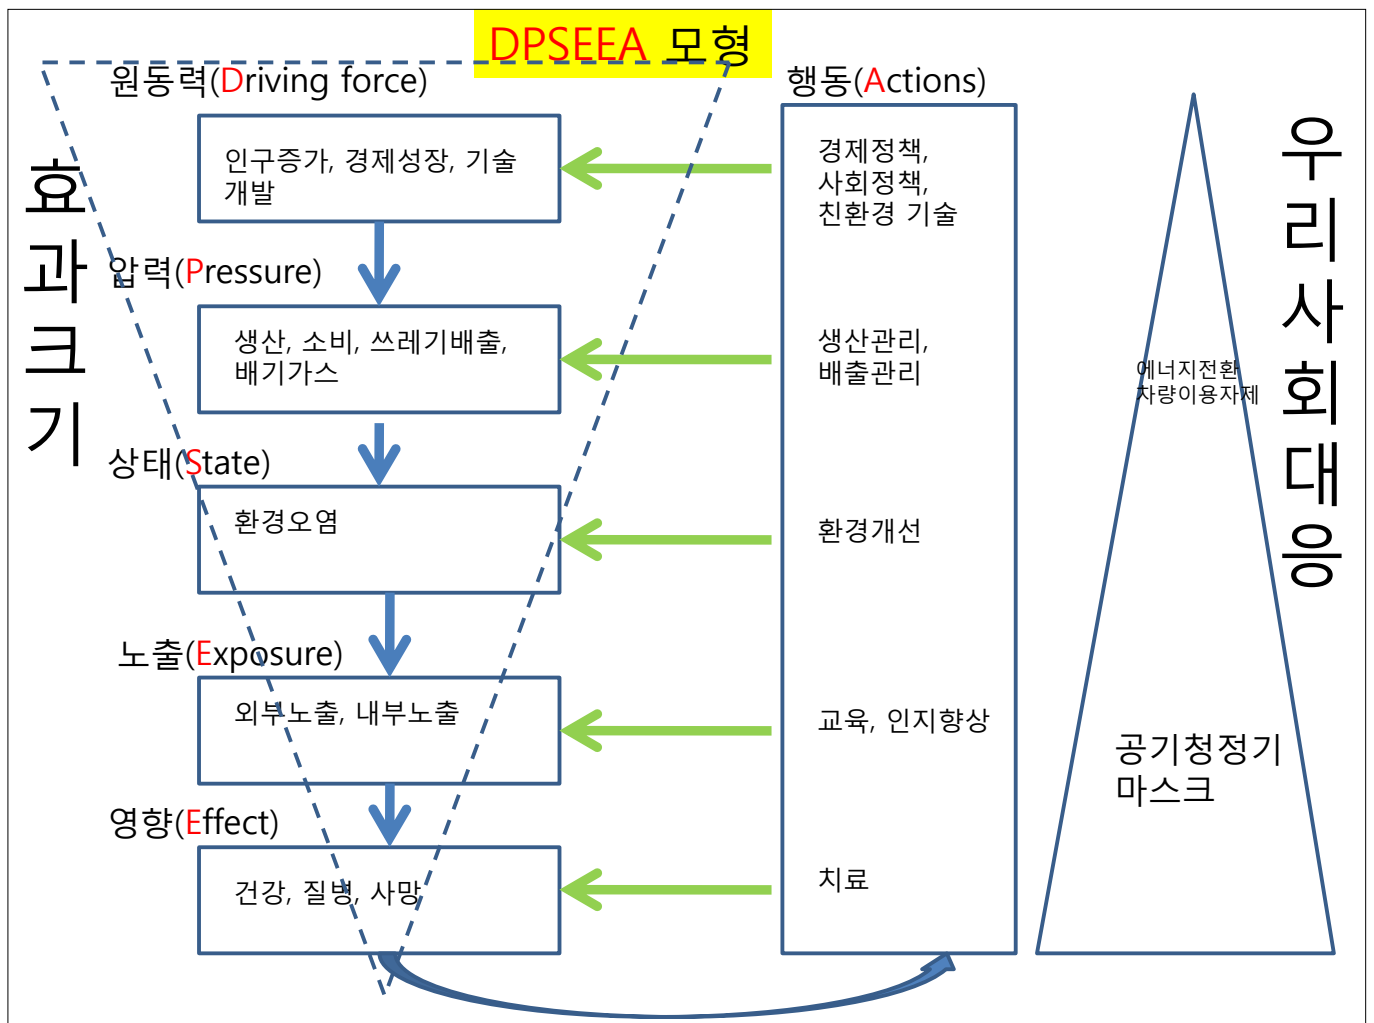 DPSEEA 모형
원동력(Driving force)
인구증가, 경제성장, 기술
개발
압력(Pressure)
생산, 소비, 쓰레기배출,
배기가스
상태(State)
환경오염
노출(Exposure)
외부노출, 내부노출
영향(Effect)
건강, 질병, 사망
효과크기
행동(Actions)
경제정책,
사회정책,
친환경 기술
생산관리,
배출관리
환경개선
교육, 인지향상
치료
에너지전환
차량이용자제
공기청정기
마스크
우리사회대응